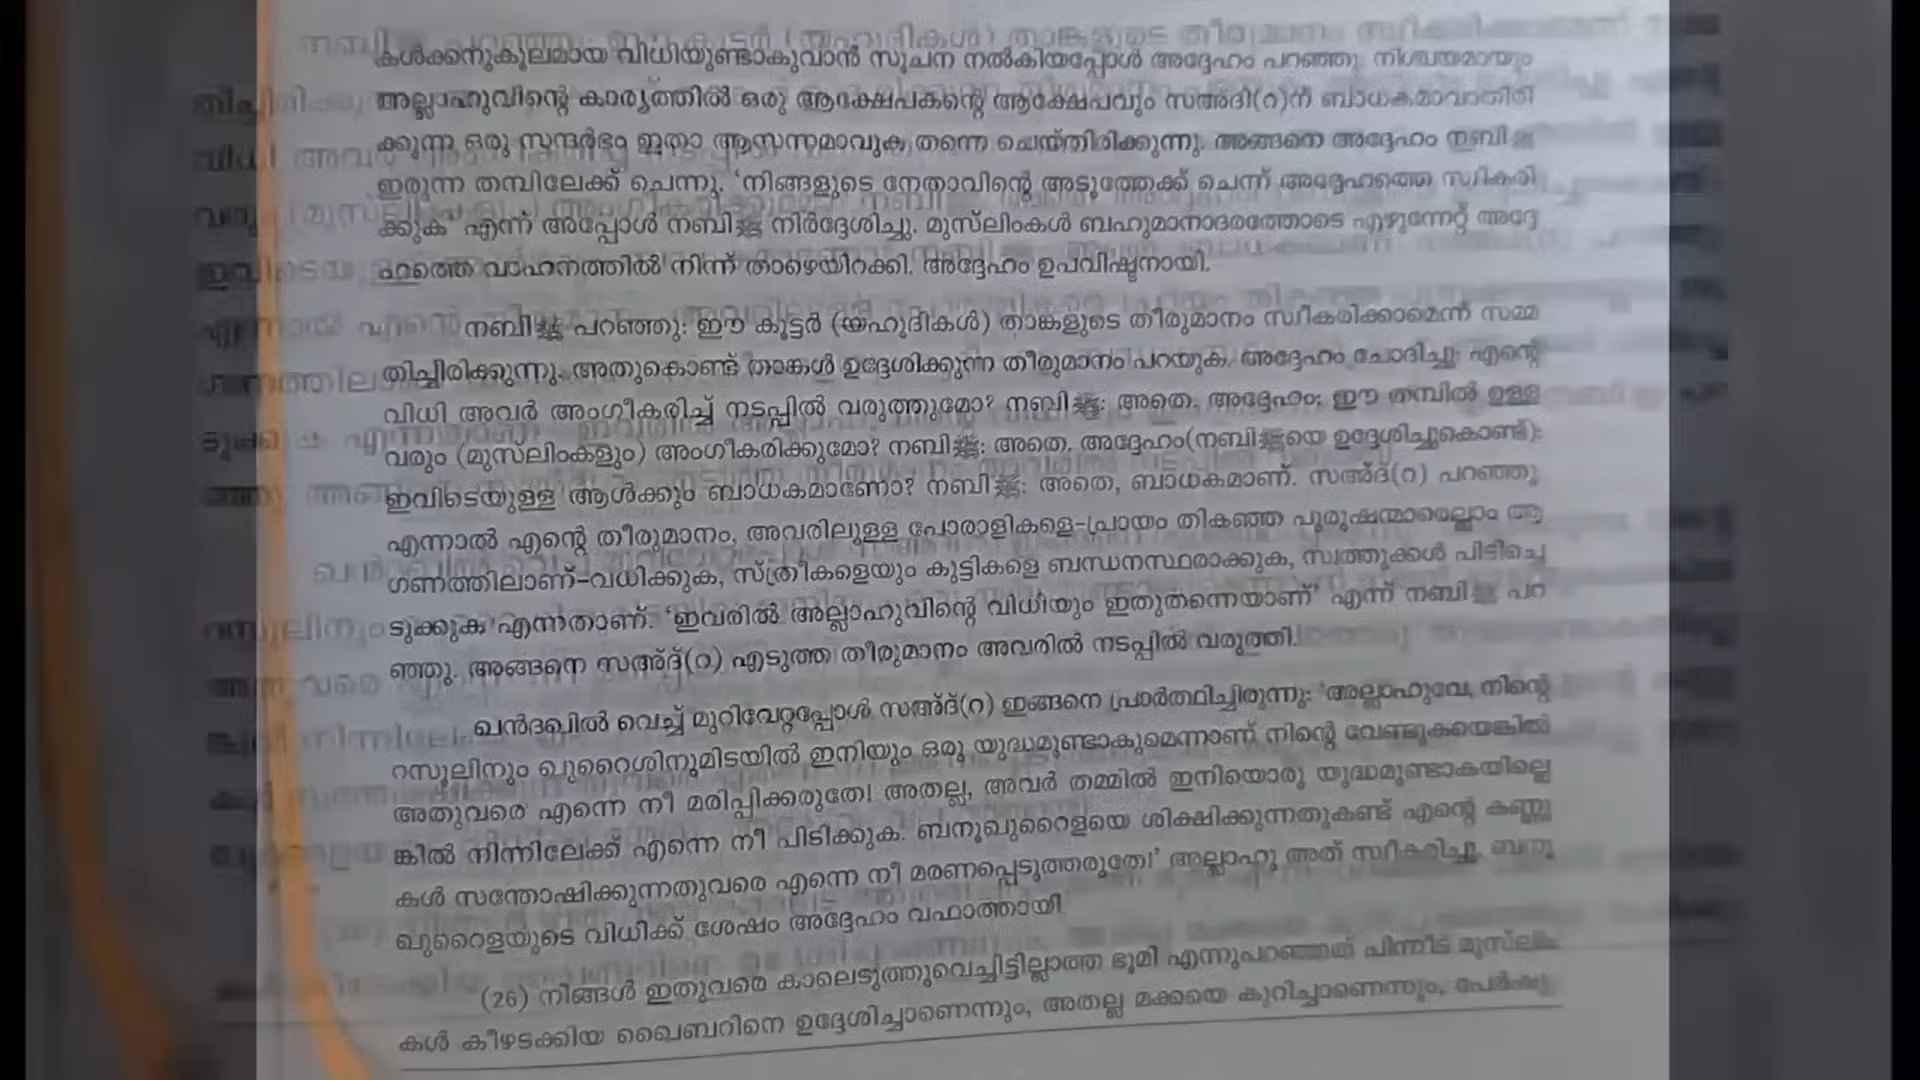 കൾക്കനുകൂലമായ വിധിയുണ്ടാകുവാൻ സൂചന നൽകിയപ്പോൾ അദ്ദേഹം പറഞ്ഞു: നിശ്ചയമായും
അല്ലാഹുവിന്റെ കാര്യത്തിൽ ഒരു ആക്ഷേപകന്റെ ആക്ഷേപവും സഅദി(റ)ന് ബാധകമാവാതിരി
ക്കുന്ന ഒരു സന്ദർഭം ഇതാ ആസന്നമാവുക തന്നെ ചെയ്തിരിക്കുന്നു. അങ്ങനെ അദ്ദേഹം നബി ﷺ
ഇരുന്ന തമ്പിലേക്ക് ചെന്നു. 'നിങ്ങളുടെ നേതാവിന്റെ അടുത്തേക്ക് ചെന്ന് അദ്ദേഹത്തെ സ്വീകരി
ക്കുക' എന്ന് അപ്പോൾ നബി ﷺ നിർദ്ദേശിച്ചു. മുസ്‌ലിംകൾ ബഹുമാനാദരത്തോടെ എഴുന്നേറ്റ് അദ്ദേ
ഹത്തെ വാഹനത്തിൽ നിന്ന് താഴെയിറക്കി. അദ്ദേഹം ഉപവിഷ്ടനായി.
നബി ﷺ പറഞ്ഞു: ഈ കൂട്ടർ (യഹൂദികൾ) താങ്കളുടെ തീരുമാനം സ്വീകരിക്കാമെന്ന് സമ്മ
തിച്ചിരിക്കുന്നു. അതുകൊണ്ട് താങ്കൾ ഉദ്ദേശിക്കുന്ന തീരുമാനം പറയുക. അദ്ദേഹം ചോദിച്ചു: എന്റെ
വിധി അവർ അംഗീകരിച്ച് നടപ്പിൽ വരുത്തുമോ? നബി ﷺ: അതെ. അദ്ദേഹം: ഈ തമ്പിൽ ഉള്ള
വരും (മുസ്‌ലിംകളും) അംഗീകരിക്കുമോ? നബി ﷺ: അതെ. അദ്ദേഹം(നബി ﷺയെ ഉദ്ദേശിച്ചുകൊണ്ട്):
ഇവിടെയുള്ള ആൾക്കും ബാധകമാണോ? നബി ﷺ: അതെ, ബാധകമാണ്. സഅ്ദ്(റ) പറഞ്ഞു:
എന്നാൽ എന്റെ തീരുമാനം, അവരിലുള്ള പോരാളികളെ-പ്രായം തികഞ്ഞ പുരുഷന്മാരെല്ലാം ആ
ഗണത്തിലാണ്-വധിക്കുക, സ്ത്രീകളെയും കുട്ടികളെ ബന്ധനസ്ഥരാക്കുക, സ്വത്തുക്കൾ പിടിച്ചെ
ടുക്കുക എന്നതാണ്. 'ഇവരിൽ അല്ലാഹുവിന്റെ വിധിയും ഇതുതന്നെയാണ്' എന്ന് നബി ﷺ പറ
ഞ്ഞു. അങ്ങനെ സഅ്ദ്(റ) എടുത്ത തീരുമാനം അവരിൽ നടപ്പിൽ വരുത്തി.
ഖൻദഖിൽ വെച്ച് മുറിവേറ്റപ്പോൾ സഅ്ദ്(റ) ഇങ്ങനെ പ്രാർത്ഥിച്ചിരുന്നു: 'അല്ലാഹുവേ, നിന്റെ
റസൂലിനും ഖുറൈശിനുമിടയിൽ ഇനിയും ഒരു യുദ്ധമുണ്ടാകുമെന്നാണ് നിന്റെ വേണ്ടുകയെങ്കിൽ
അതുവരെ എന്നെ നീ മരിപ്പിക്കരുതേ! അതല്ല, അവർ തമ്മിൽ ഇനിയൊരു യുദ്ധമുണ്ടാകയില്ലെ
ങ്കിൽ നിന്നിലേക്ക് എന്നെ നീ പിടിക്കുക. ബനൂഖുറൈളയെ ശിക്ഷിക്കുന്നതുകണ്ട് എന്റെ കണ്ണു
കൾ സന്തോഷിക്കുന്നതുവരെ എന്നെ നീ മരണപ്പെടുത്തരുതേ!' അല്ലാഹു അത് സ്വീകരിച്ചു. ബനൂ
ഖുറൈളയുടെ വിധിക്ക് ശേഷം അദ്ദേഹം വഫാത്തായി
(26) നിങ്ങൾ ഇതുവരെ കാലെടുത്തുവെച്ചിട്ടില്ലാത്ത ഭൂമി എന്നുപറഞ്ഞത് പിന്നീട് മുസ്‌ലിം
കൾ കീഴടക്കിയ ഖൈബറിനെ ഉദ്ദേശിച്ചാണെന്നും, അതല്ല മക്കയെ കുറിച്ചാണെന്നും, പേർഷ്യ